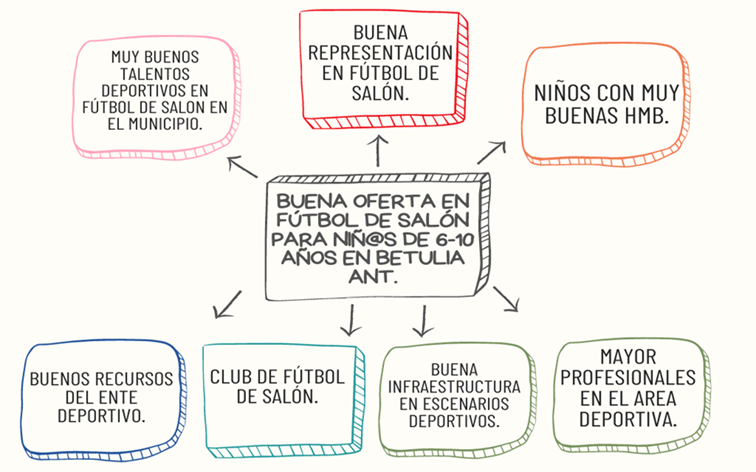 MUY BUENOS
TALENTOS
DEPORTIVOS EN
FÚTBOL DE SALON EN
EL MUNICIPIO.
BUENA
REPRESENTACIÓN
EN FÚTBOL DE
SALÓN.
NIÑOS CON MUY
BUENAS HMB.
BUENA OFERTA EN
FÚTBOL DE SALÓN
PARA NIÑ@S DE 6-10
AÑOS EN BETULIA
ANT.
BUENOS RECURSOS
DEL ENTE
DEPORTIVO.
CLUB DE FÚTBOL
DE SALÓN.
BUENA
INFRAESTRUCTURA
EN ESCENARIOS
DEPORTIVOS.
MAYOR
PROFESIONALES
EN EL AREA
DEPORTIVA.